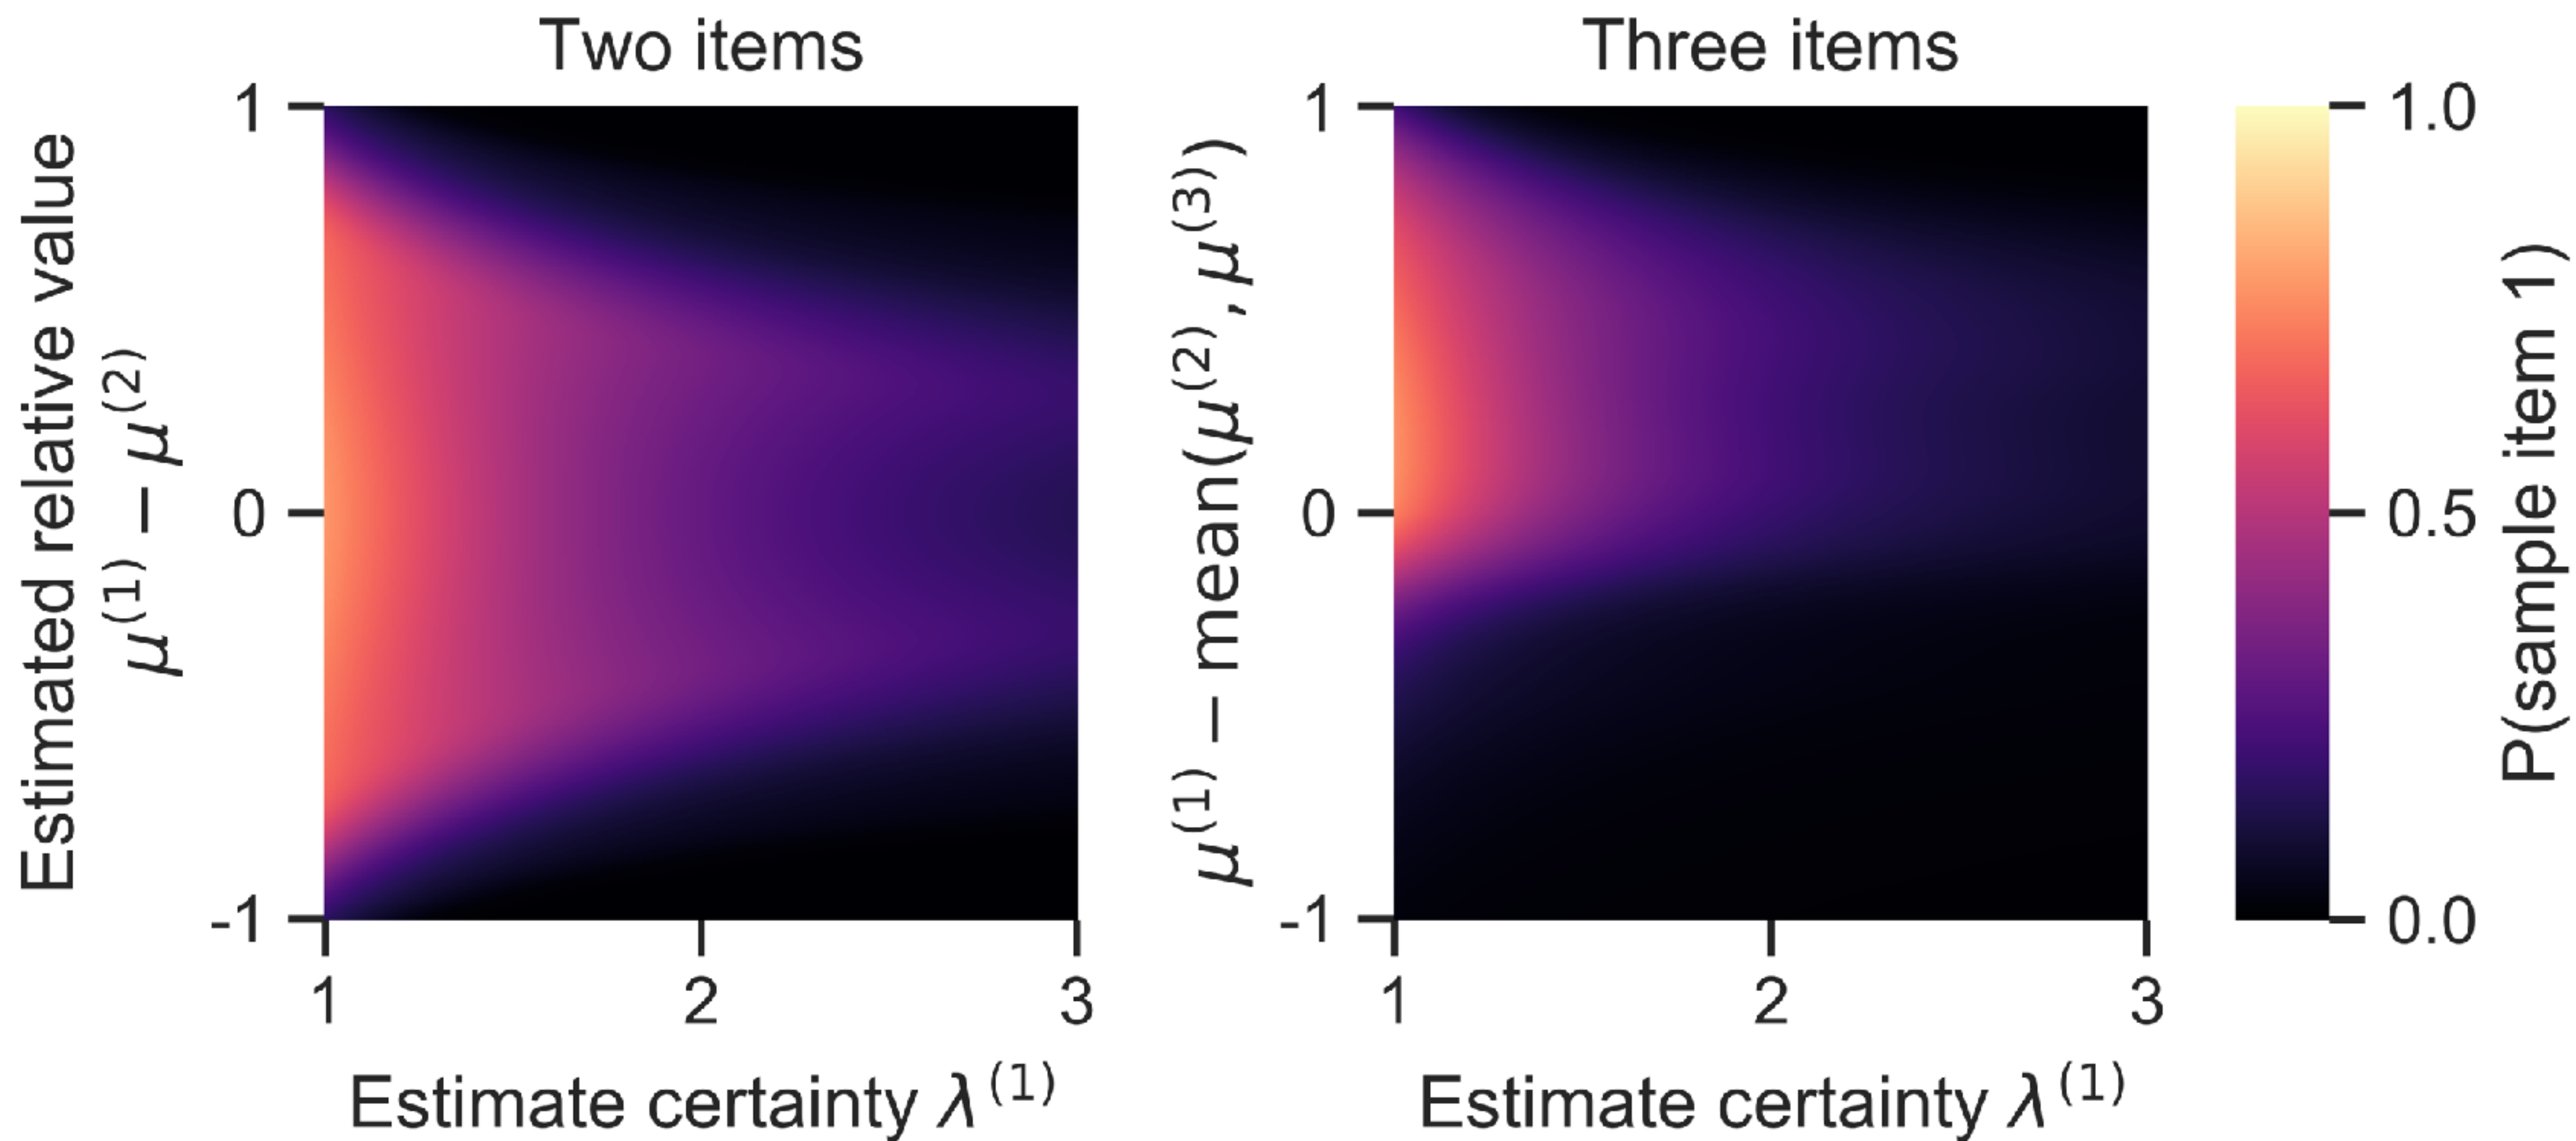 Two items
Estimated relative value
μ(1) − μ(2)
1
0
-1
1
2
3
Estimate certainty λ(1)
Three items
μ(1) − mean(μ(2), μ(3))
1
0
-1
1
2
3
Estimate certainty λ(1)
1.0
0.5
0.0
P(sample item 1)